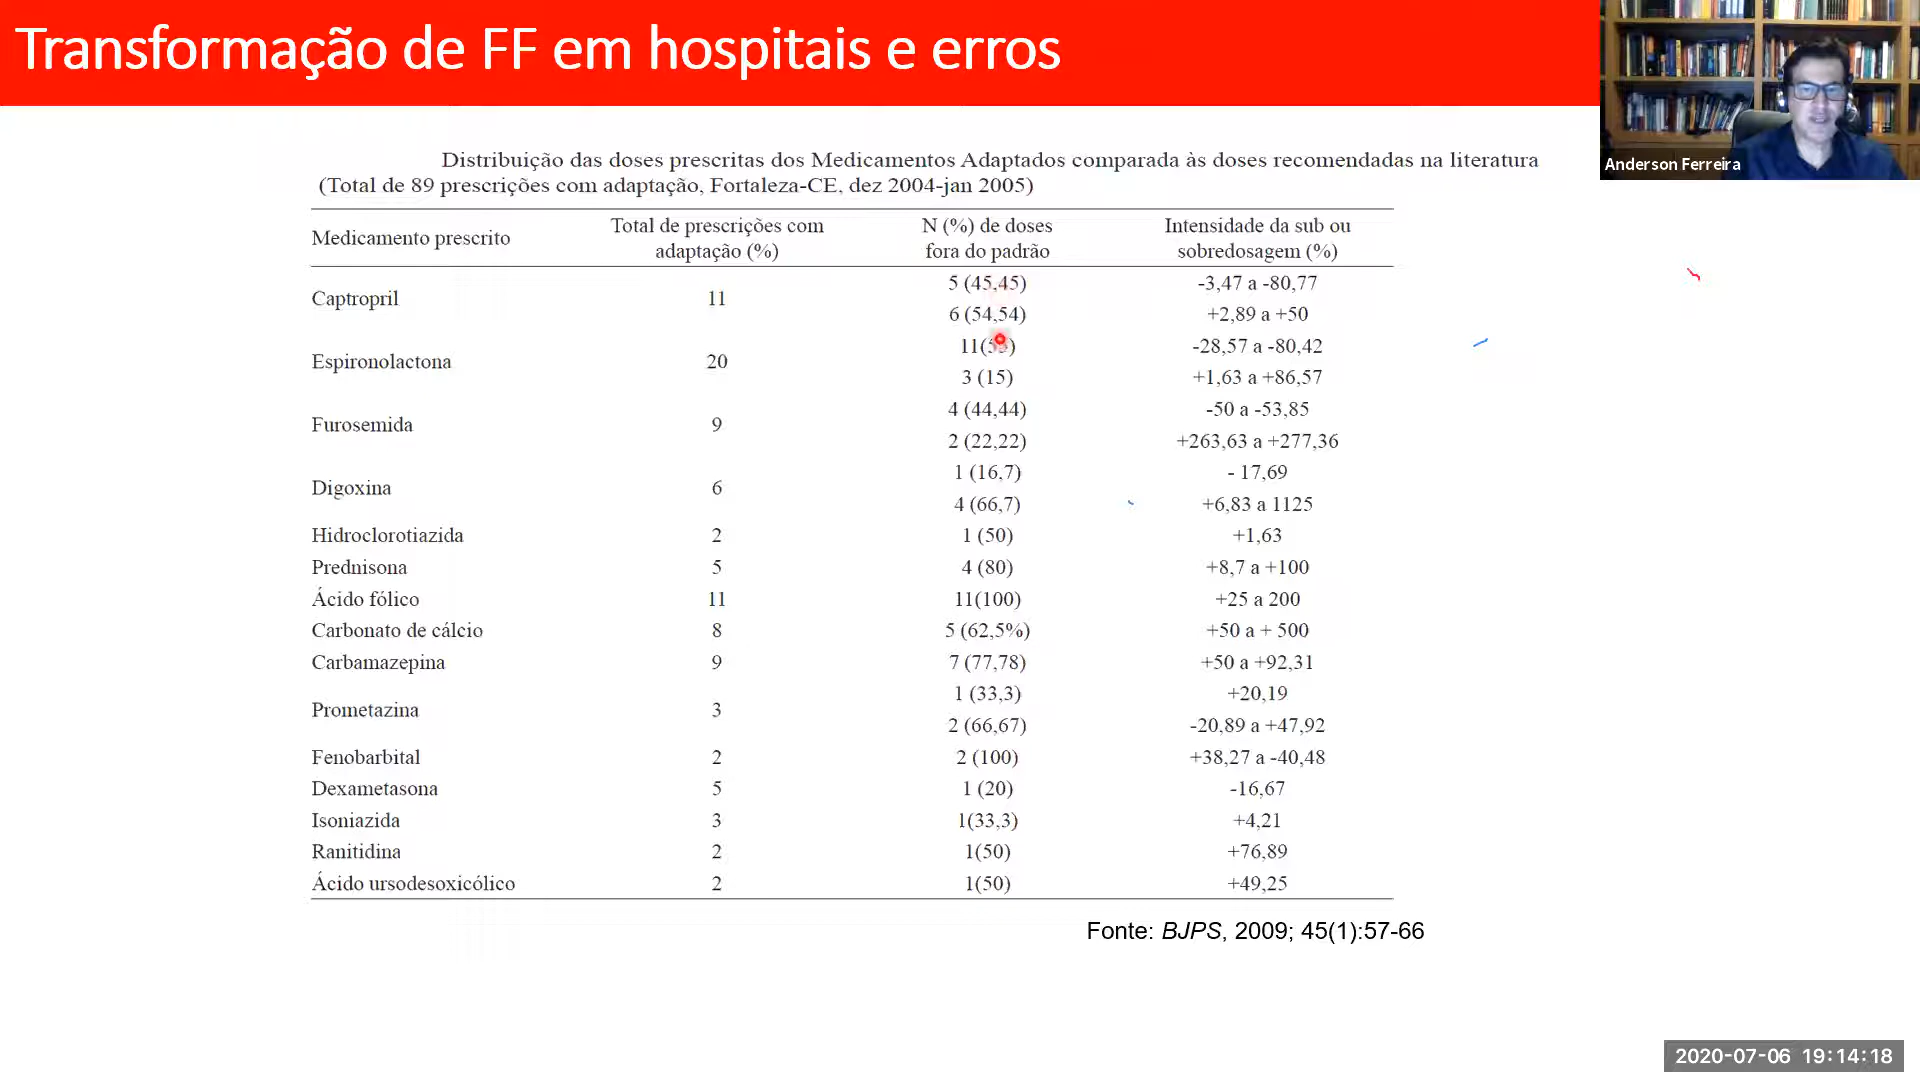 Transformação de FF em hospitais e erros
Anderson Ferreira
Distribuição das doses prescritas dos Medicamentos Adaptados comparada às doses recomendadas na literatura
(Total de 89 prescrições com adaptação, Fortaleza-CE, dez 2004-jan 2005)
Medicamento prescrito
Total de prescrições com
adaptação (%)
N (%) de doses
fora do padrão
Intensidade da sub ou
sobredosagem (%)
Captropril 11 5 (45,45) -3,47 a -80,77
6 (54,54) +2,89 a +50
Espironolactona 20 -28,57 a -80,42
3 (15) +1,63 a +86,57
Furosemida 9 4 (44,44) -50 a -53,85
2 (22,22) +263,63 a +277,36
Digoxina 6 1 (16,7) - 17,69
4 (66,7) +6,83 a 1125
Hidroclorotiazida 2 1 (50) +1,63
Prednisona 5 4 (80) +8,7 a +100
Ácido fólico 11 11(100) +25 a 200
Carbonato de cálcio 8 5 (62,5%) +50 a + 500
Carbamazepina 9 7 (77,78) +50 a +92,31
Prometazina 3 1 (33,3) +20,19
2 (66,67) -20,89 a +47,92
Fenobarbital 2 2 (100) +38,27 a -40,48
Dexametasona 5 1 (20) -16,67
Isoniazida 3 1(33,3) +4,21
Ranitidina 2 1(50) +76,89
Ácido ursodesoxicólico 2 1(50) +49,25
Fonte: BJPS, 2009; 45(1):57-66
2020-07-06 19:14:18